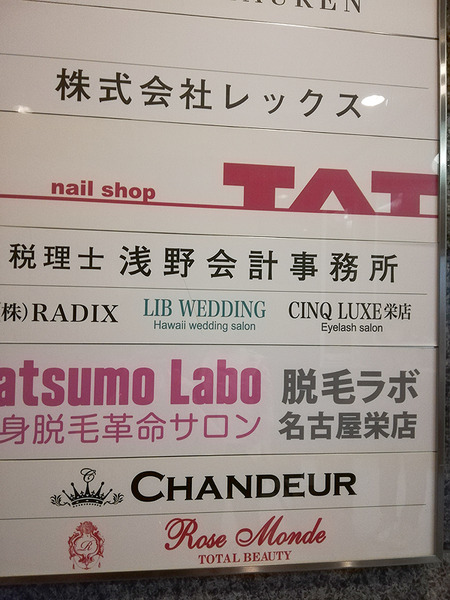 株式会社レックス
nail shop
TAT
税理士 浅野会計事務所
(株)RADIX LIB WEDDING CINQ LUXE栄店
Hawaii wedding salon Eyelash salon
atsumo Labo 脱毛ラボ
身脱毛革命サロン 名古屋栄店
C
CHANDEUR
R
Rose Monde
TOTAL BEAUTY